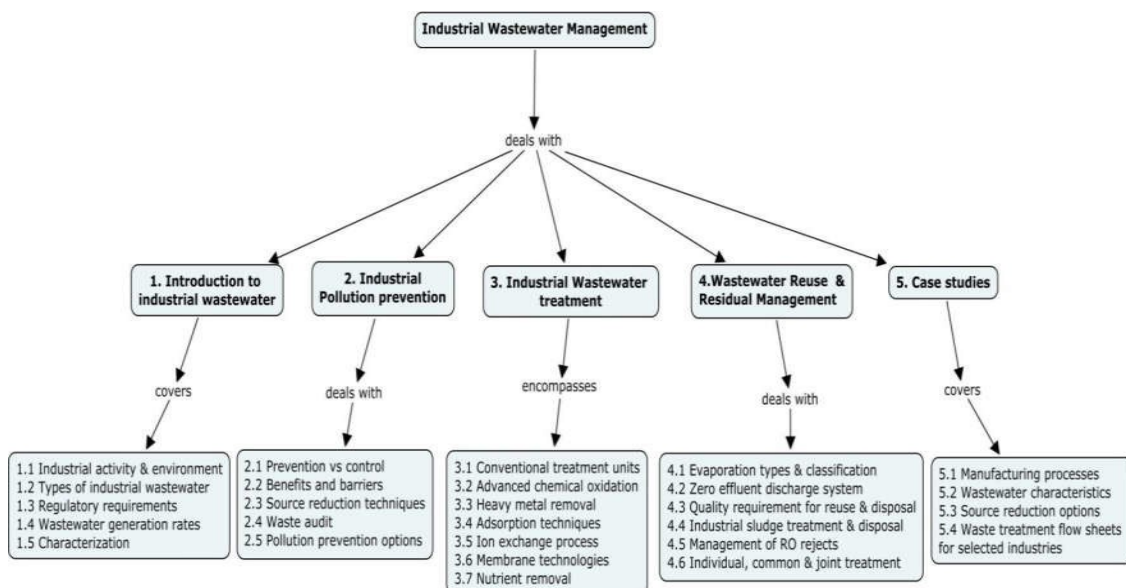 Industrial Wastewater Management
deals with
1. Introduction to
industrial wastewater
2. Industrial
Pollution prevention
3. Industrial Wastewater
treatment
4.Wastewater Reuse &
Residual Management
5. Case studies
covers
deals with
encompasses
deals with
covers
1.1 Industrial activity & environment
1.2 Types of industrial wastewater
1.3 Regulatory requirements
1.4 Wastewater generation rates
1.5 Characterization
2.1 Prevention vs control
2.2 Benefits and barriers
2.3 Source reduction techniques
2.4 Waste audit
2.5 Pollution prevention options
3.1 Conventional treatment units
3.2 Advanced chemical oxidation
3.3 Heavy metal removal
3.4 Adsorption techniques
3.5 Ion exchange process
3.6 Membrane technologies
3.7 Nutrient removal
4.1 Evaporation types & classification
4.2 Zero effluent discharge system
4.3 Quality requirement for reuse & disposal
4.4 Industrial sludge treatment & disposal
4.5 Management of RO rejects
4.6 Individual, common & joint treatment
5.1 Manufacturing processes
5.2 Wastewater characteristics
5.3 Source reduction options
5.4 Waste treatment flow sheets
for selected industries